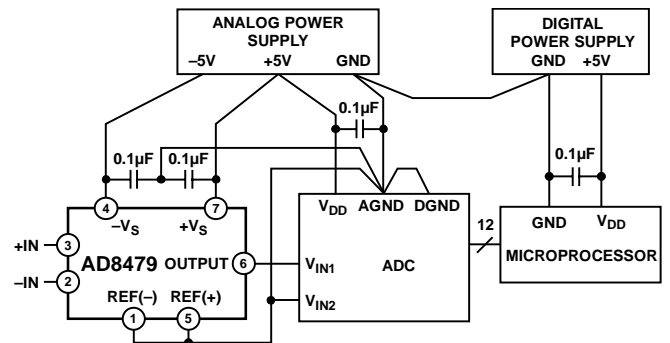 ANALOG POWER
SUPPLY
–5V +5V GND
DIGITAL
POWER SUPPLY
GND +5V
0.1µF
0.1µF 0.1µF
0.1µF
4 7
–VS +VS
VDD AGND DGND
GND VDD
12
MICROPROCESSOR
+IN 3
AD8479 OUTPUT 6
VIN1
ADC
–IN 2
REF(–) REF(+)
1 5
VIN2